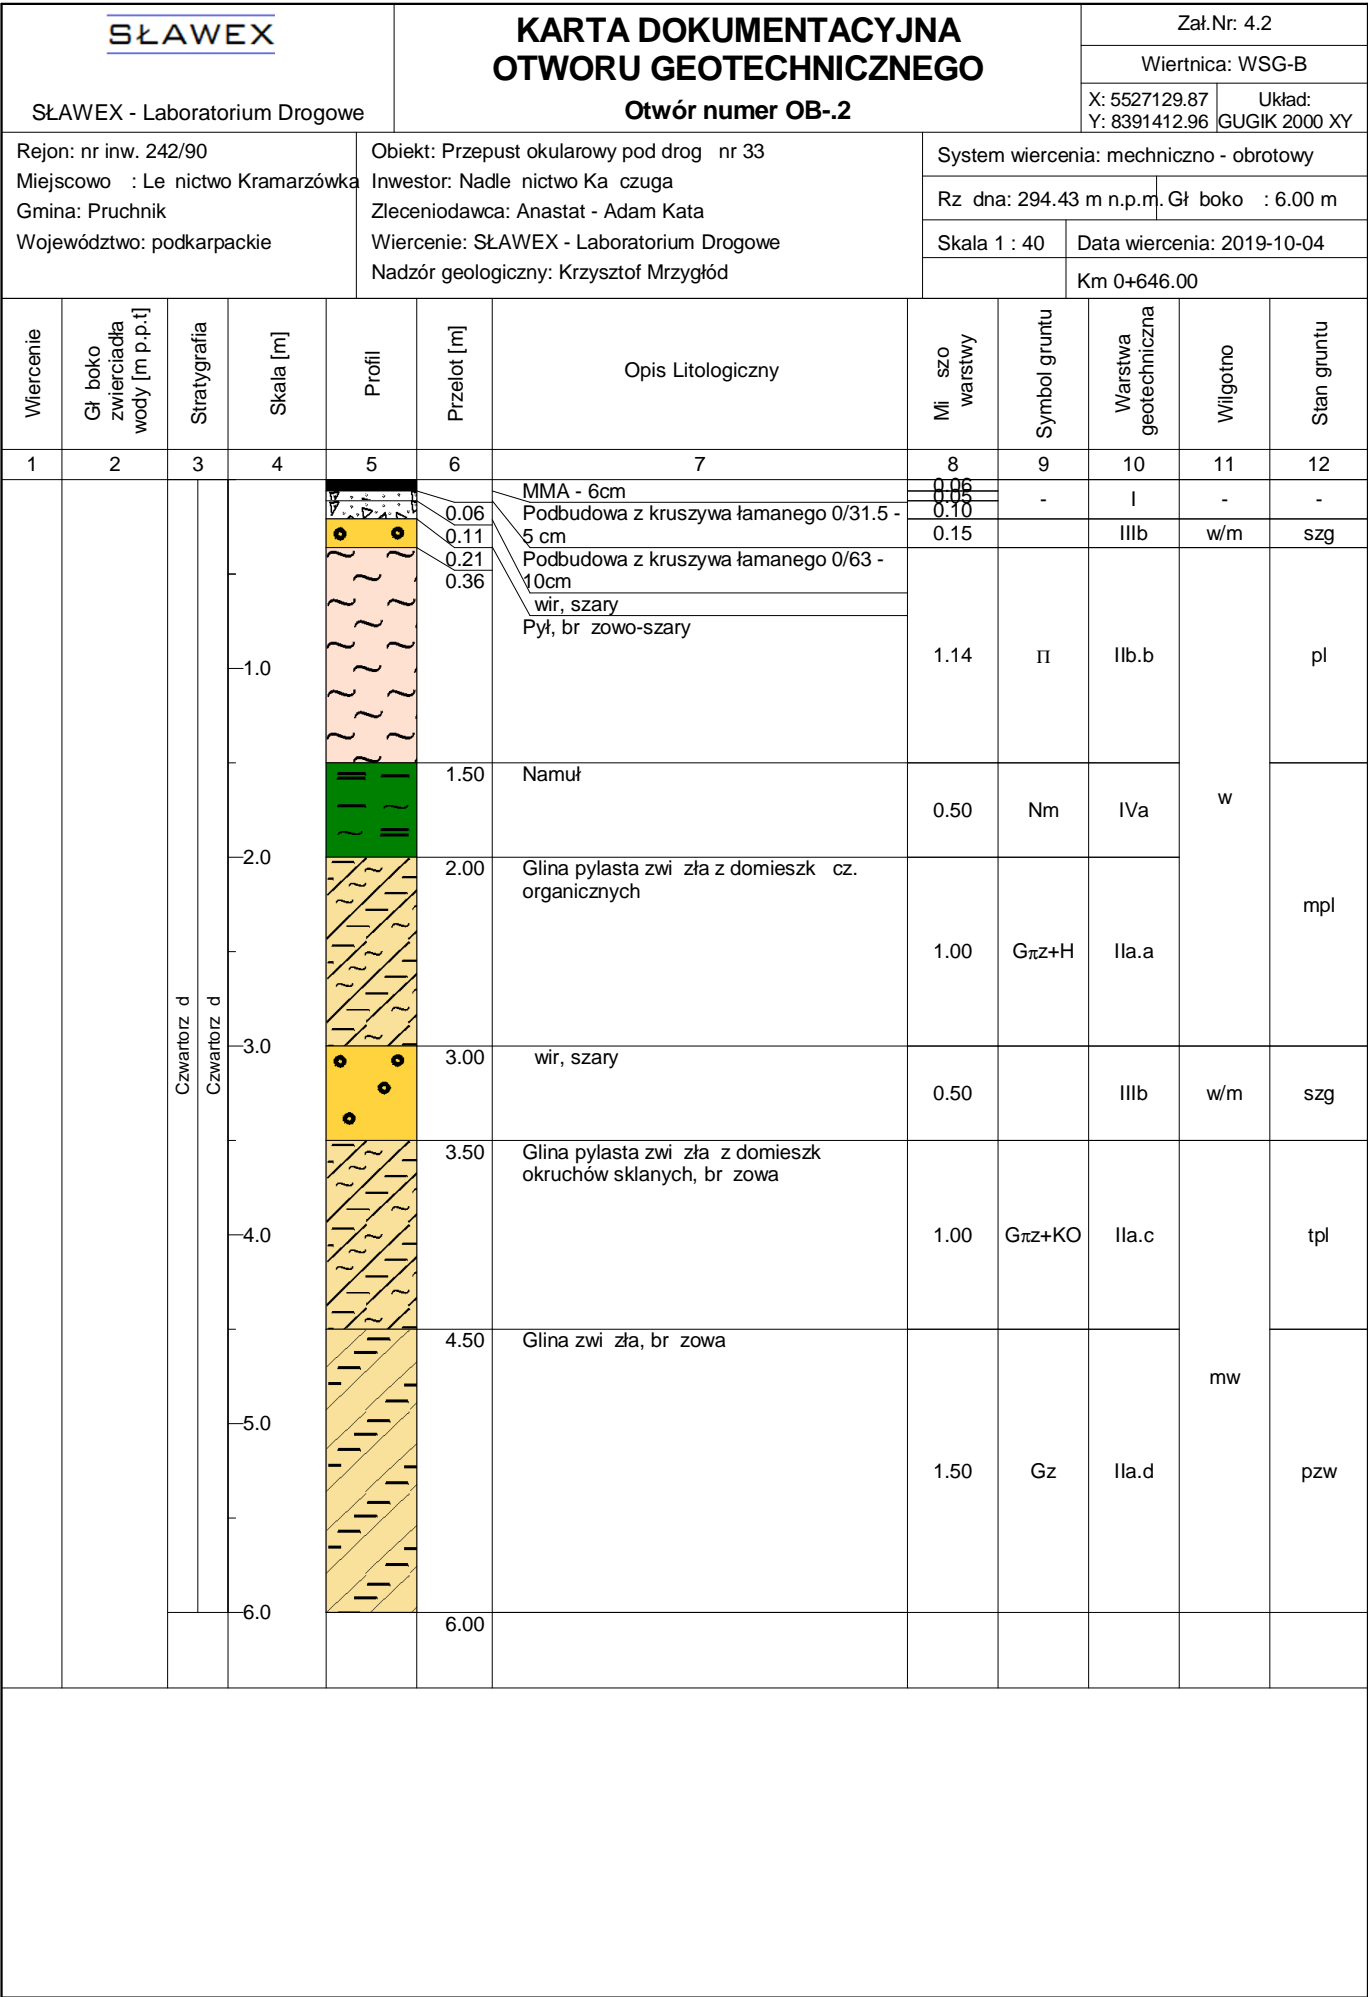 SŁAWEX
SŁAWEX - Laboratorium Drogowe
KARTA DOKUMENTACYJNA
OTWORU GEOTECHNICZNEGO
Otwór numer OB-.2
Zał.Nr: 4.2
Wiertnica: WSG-B
X: 5527129.87
Y: 8391412.96
Układ:
GUGIK 2000 XY
Rejon: nr inw. 242/90
Miejscowo : Le nictwo Kramarzówka
Gmina: Pruchnik
Województwo: podkarpackie
Obiekt: Przepust okularowy pod drog nr 33
Inwestor: Nadle nictwo Ka czuga
Zleceniodawca: Anastat - Adam Kata
Wiercenie: SŁAWEX - Laboratorium Drogowe
Nadzór geologiczny: Krzysztof Mrzygłód
System wiercenia: mechniczno - obrotowy
Rz dna: 294.43 m n.p.m. Gł boko : 6.00 m
Skala 1 : 40 Data wiercenia: 2019-10-04
Km 0+646.00
Wiercenie
Gł boko
zwierciadła
wody [m p.p.t]
Stratygrafia
Skala [m]
Profil
Przelot [m]
Opis Litologiczny
Mi szo
warstwy
Symbol gruntu
Warstwa
geotechniczna
Wilgotno
Stan gruntu
1 2 3 4 5 6 7 8 9 10 11 12
Czwartorz d
Czwartorz d
1.0
2.0
3.0
4.0
5.0
6.0
0.06
0.11
0.21
0.36
MMA - 6cm
Podbudowa z kruszywa łamanego 0/31.5 -
5 cm
Podbudowa z kruszywa łamanego 0/63 -
10cm
wir, szary
Pył, br zowo-szary
0.06
0.05
0.10
- I - -
0.15 IIIb w/m szg
1.14 Π IIb.b pl
1.50 Namuł
0.50 Nm IVa w
2.00 Glina pylasta zwi zła z domieszk cz.
organicznych
mpl
1.00 Gπz+H IIa.a
3.00 wir, szary
0.50 IIIb w/m szg
3.50 Glina pylasta zwi zła z domieszk
okruchów sklanych, br zowa
1.00 Gπz+KO IIa.c tpl
4.50 Glina zwi zła, br zowa
mw
1.50 Gz IIa.d pzw
6.00